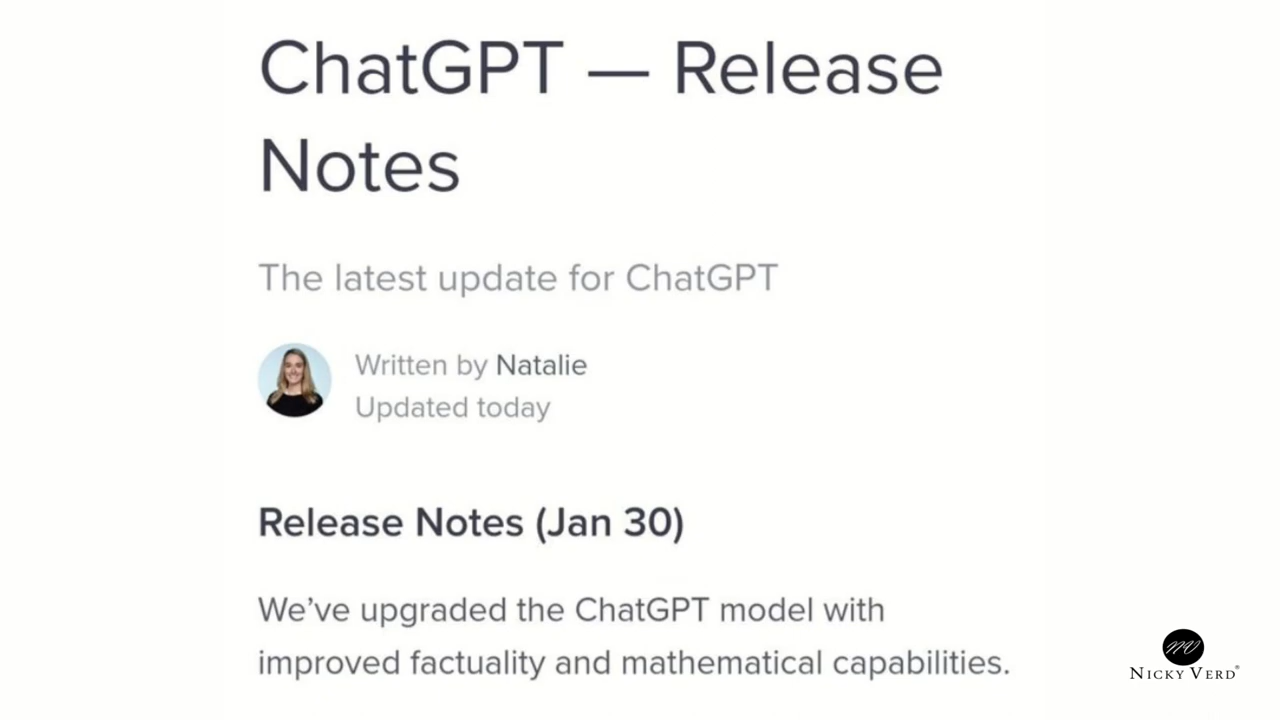 ChatGPT — Release
Notes
The latest update for ChatGPT
Written by Natalie
Updated today
Release Notes (Jan 30)
We’ve upgraded the ChatGPT model with
improved factuality and mathematical capabilities.
NICKY VERD®